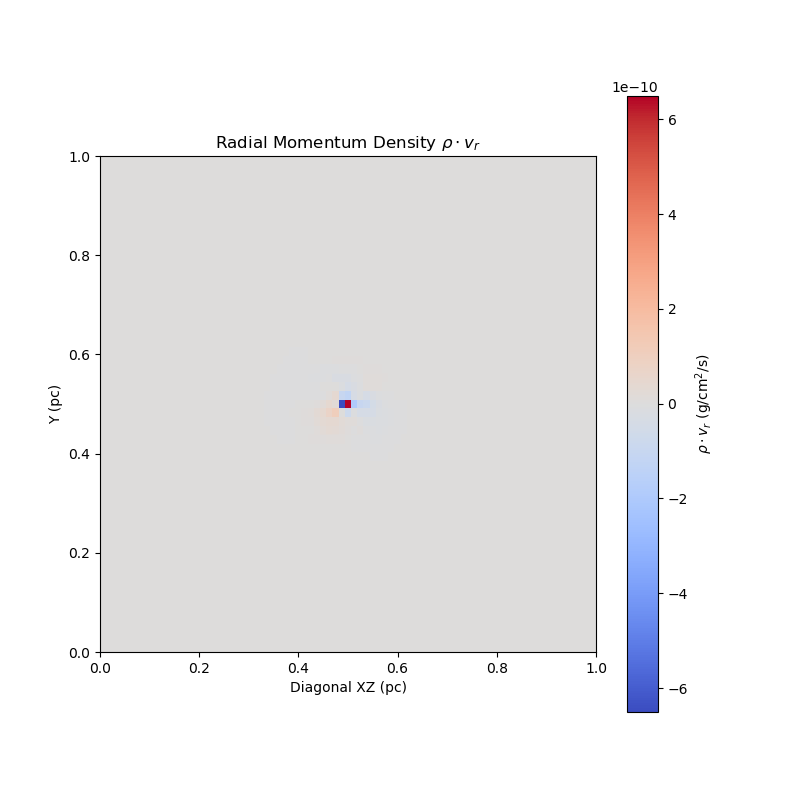 1e−10
Radial Momentum Density ρ · v_r
1.0
0.8
0.6
0.4
0.2
0.0
Y (pc)
0.0 0.2 0.4 0.6 0.8 1.0
Diagonal XZ (pc)
6
4
2
0
−2
−4
−6
ρ · v_r (g/cm²/s)